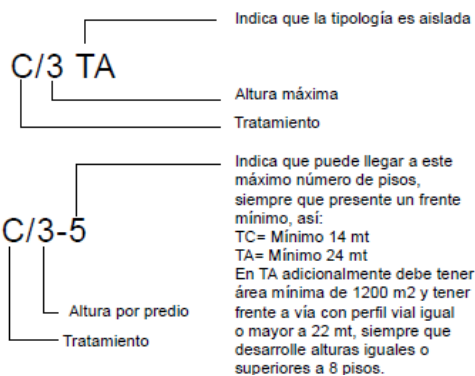 Indica que la tipología es aislada
C/3 TA
Altura máxima
Tratamiento
Indica que puede llegar a este
máximo número de pisos,
siempre que presente un frente
mínimo, así:
TC= Mínimo 14 mt
TA= Mínimo 24 mt
En TA adicionalmente debe tener
área mínima de 1200 m2 y tener
frente a vía con perfil vial igual
o mayor a 22 mt, siempre que
desarrolle alturas iguales o
superiores a 8 pisos.
C/3-5
Altura por predio
Tratamiento